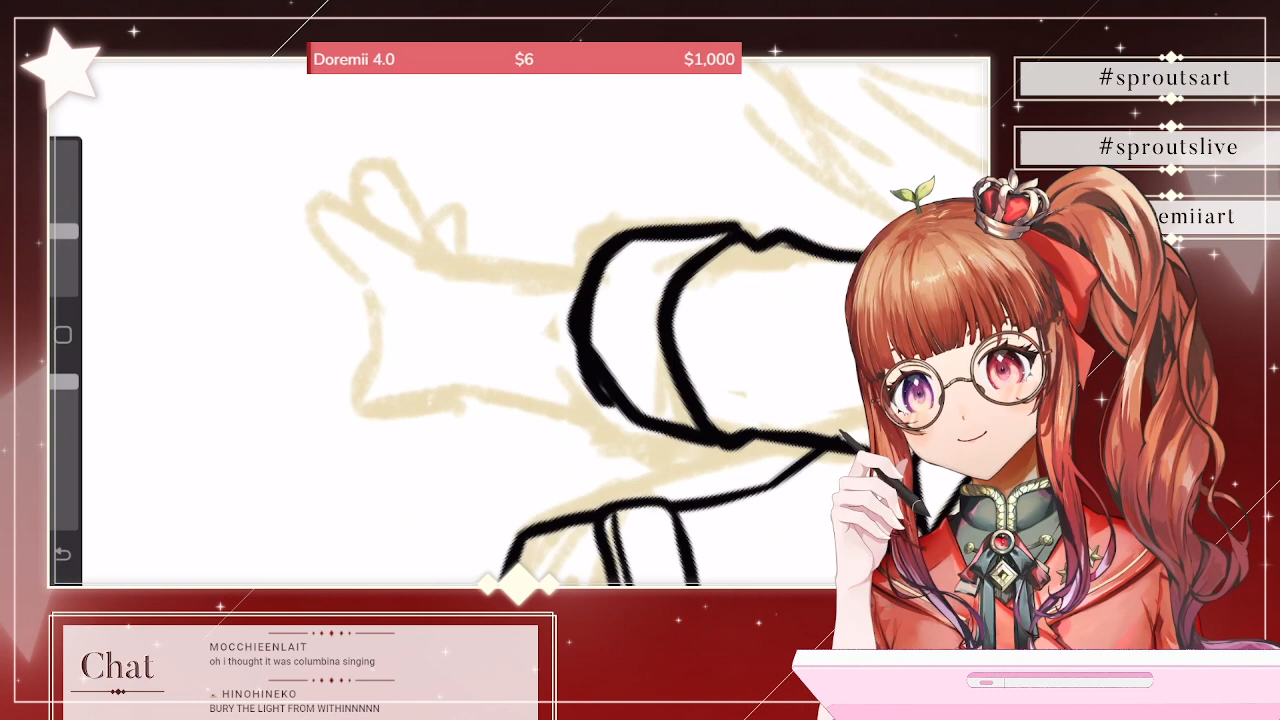 Doremii 4.0 $6 $1,000
#sproutsart
#sproutslive
emiiart
Chat
MOCCHIEENLAIT
oh i thought it was columbina singing
HINOHINEKO
BURY THE LIGHT FROM WITHINNNNN